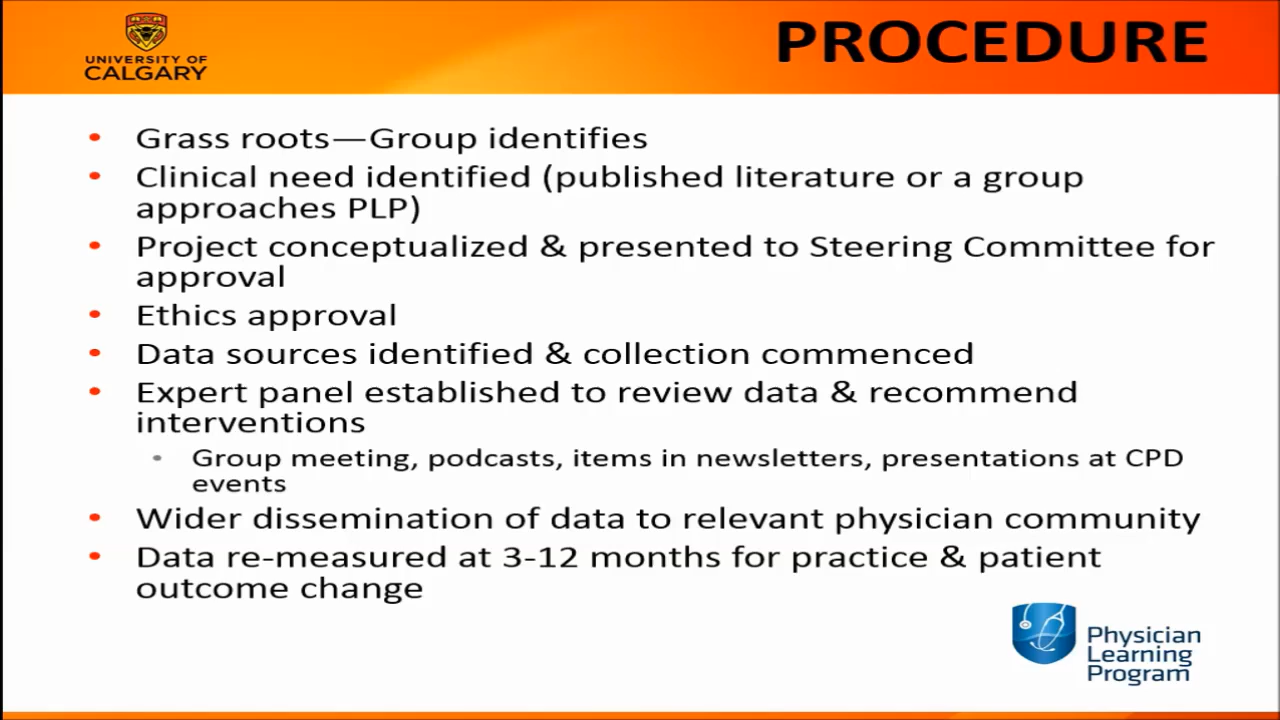 UNIVERSITY OF
CALGARY
PROCEDURE
• Grass roots—Group identifies
• Clinical need identified (published literature or a group
approaches PLP)
• Project conceptualized & presented to Steering Committee for
approval
• Ethics approval
• Data sources identified & collection commenced
• Expert panel established to review data & recommend
interventions
• Group meeting, podcasts, items in newsletters, presentations at CPD
events
• Wider dissemination of data to relevant physician community
• Data re-measured at 3-12 months for practice & patient
outcome change
Physician
Learning
Program